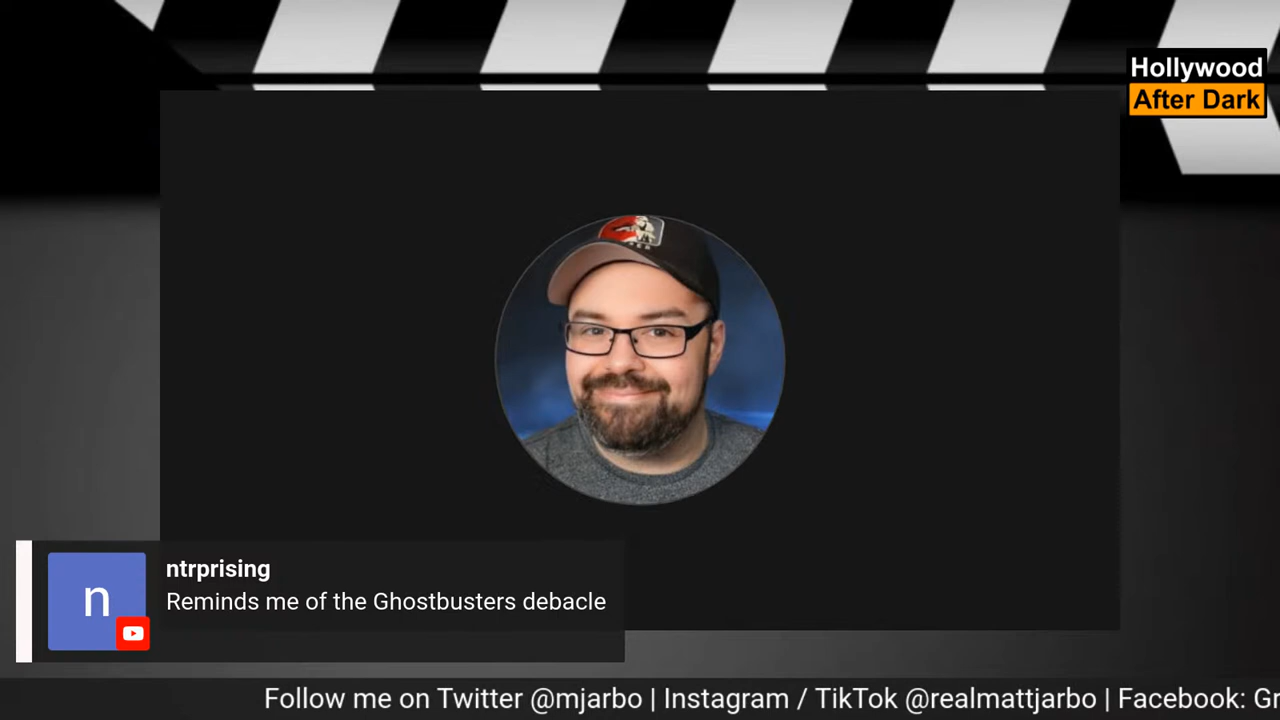 Hollywood
After Dark
n
ntrprising
Reminds me of the Ghostbusters debacle
Follow me on Twitter @mjarbo | Instagram / TikTok @realmattjarbo | Facebook: Gr